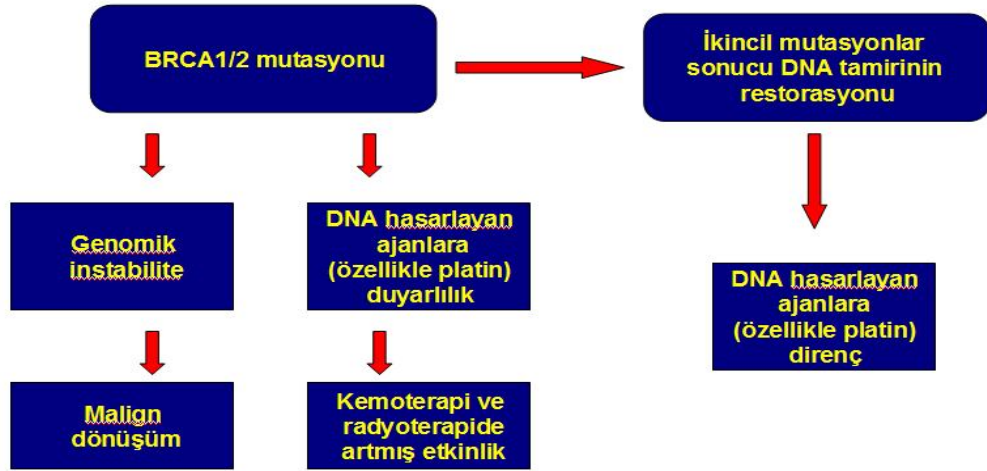 BRCA1/2 mutasyonu
İkincil mutasyonlar
sonucu DNA tamirinin
restorasyonu
Genomik
instabilite
DNA hasarlayan
ajanlara
(özellikle platin)
duyarlılık
DNA hasarlayan
ajanlara
(özellikle platin)
direnç
Malign
dönüşüm
Kemoterapi ve
radyoterapide
artmış etkinlik